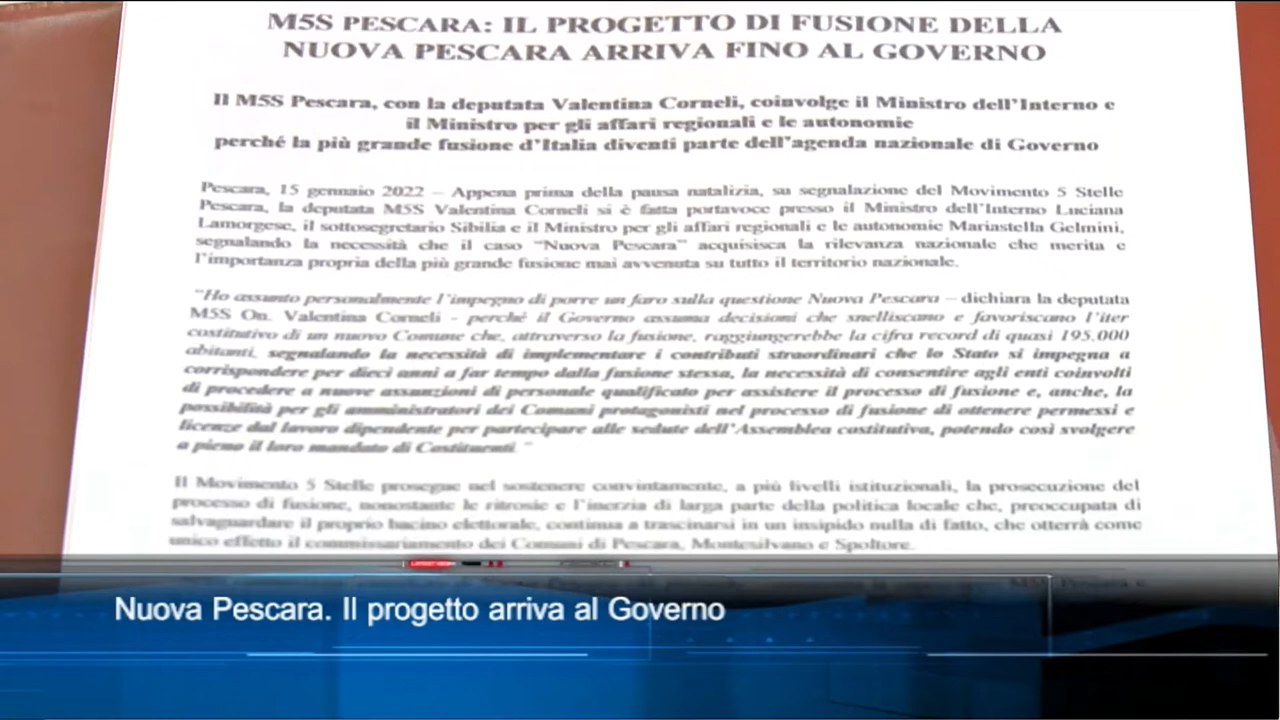 M5S PESCARA: IL PROGETTO DI FUSIONE DELLA
NUOVA PESCARA ARRIVA FINO AL GOVERNO
Il M5S Pescara, con la deputata Valentina Corneli, coinvolge il Ministro dell'Interno e
il Ministro per gli affari regionali e le autonomie
perché la più grande fusione d'Italia diventi parte dell'agenda nazionale di Governo
Pescara, 15 gennaio 2022 – Appena prima della pausa natalizia, su segnalazione del Movimento 5 Stelle
Pescara, la deputata M5S Valentina Corneli si è fatta portavoce presso il Ministro dell'Interno Luciana
Lamorgese, il sottosegretario Sibilia e il Ministro per gli affari regionali e le autonomie Mariastella Gelmini,
segnalando la necessità che il caso "Nuova Pescara" acquisisca la rilevanza nazionale che merita e
l'importanza propria della più grande fusione mai avvenuta su tutto il territorio nazionale.
"Ho assunto personalmente l'impegno di porre un faro sulla questione Nuova Pescara – dichiara la deputata
M5S On. Valentina Corneli - perché il Governo assuma decisioni che snelliscano e favoriscano l'iter
costitutivo di un nuovo Comune che, attraverso la fusione, raggiungerebbe la cifra record di quasi 195.000
abitanti, segnalando la necessità di implementare i contributi straordinari che lo Stato si impegna a
corrispondere per dieci anni a far tempo dalla fusione stessa, la necessità di consentire agli enti coinvolti
di procedere a nuove assunzioni di personale qualificato per assistere il processo di fusione e, anche, la
possibilità per gli amministratori dei Comuni protagonisti nel processo di fusione di ottenere permessi e
licenze dal lavoro dipendente per partecipare alle sedute dell'Assemblea costitutiva, potendo così svolgere
a pieno il loro mandato di Costituenti."
Il Movimento 5 Stelle prosegue nel sostenere convintamente, a più livelli istituzionali, la prosecuzione del
processo di fusione, nonostante le ritrosie e l'inerzia di larga parte della politica locale che, preoccupata di
salvaguardare il proprio bacino elettorale, continua a trascinarsi in un insipido nulla di fatto, che otterrà come
unico effetto il commissariamento dei Comuni di Pescara, Montesilvano e Spoltore.
LATEST NEWS
Nuova Pescara. Il progetto arriva al Governo